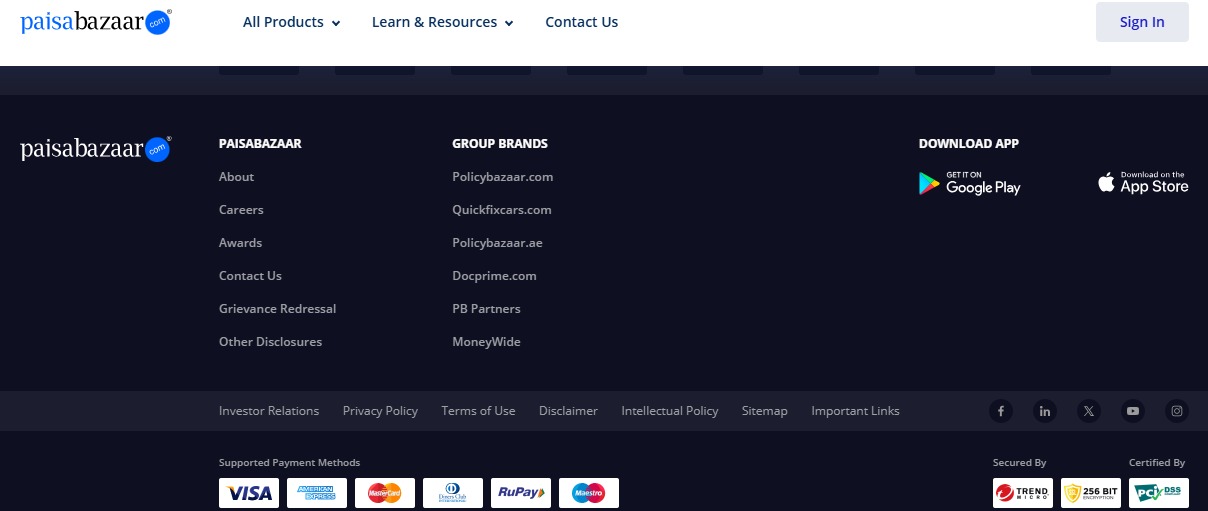 paisabazaar.com®
All Products
Learn & Resources
Contact Us
Sign In
paisabazaar.com®
PAISABAZAAR
About
Careers
Awards
Contact Us
Grievance Redressal
Other Disclosures
GROUP BRANDS
Policybazaar.com
Quickfixcars.com
Policybazaar.ae
Docprime.com
PB Partners
MoneyWide
DOWNLOAD APP
GET IT ON
Google Play
Download on the
App Store
Investor Relations
Privacy Policy
Terms of Use
Disclaimer
Intellectual Policy
Sitemap
Important Links
Supported Payment Methods
VISA
AMERICAN
EXPRESS
MasterCard
Diners Club
INTERNATIONAL
RuPay
Maestro
Secured By
TREND
MICRO
256 BIT
ENCRYPTION
Certified By
PCI DSS